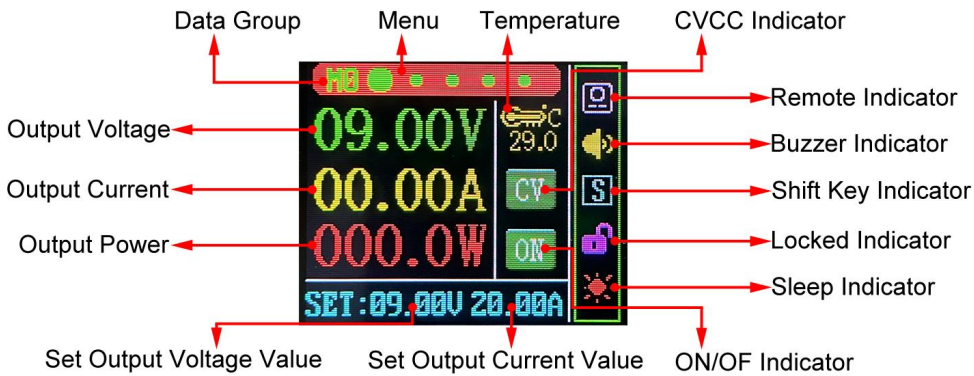 Data Group
Menu
Temperature
CVCC Indicator
M0
09.00V
00.00A
000.0W
C
29.0
CV
ON
S
SET:09.00V 20.00A
Output Voltage
Output Current
Output Power
Remote Indicator
Buzzer Indicator
Shift Key Indicator
Locked Indicator
Sleep Indicator
Set Output Voltage Value
Set Output Current Value
ON/OF Indicator